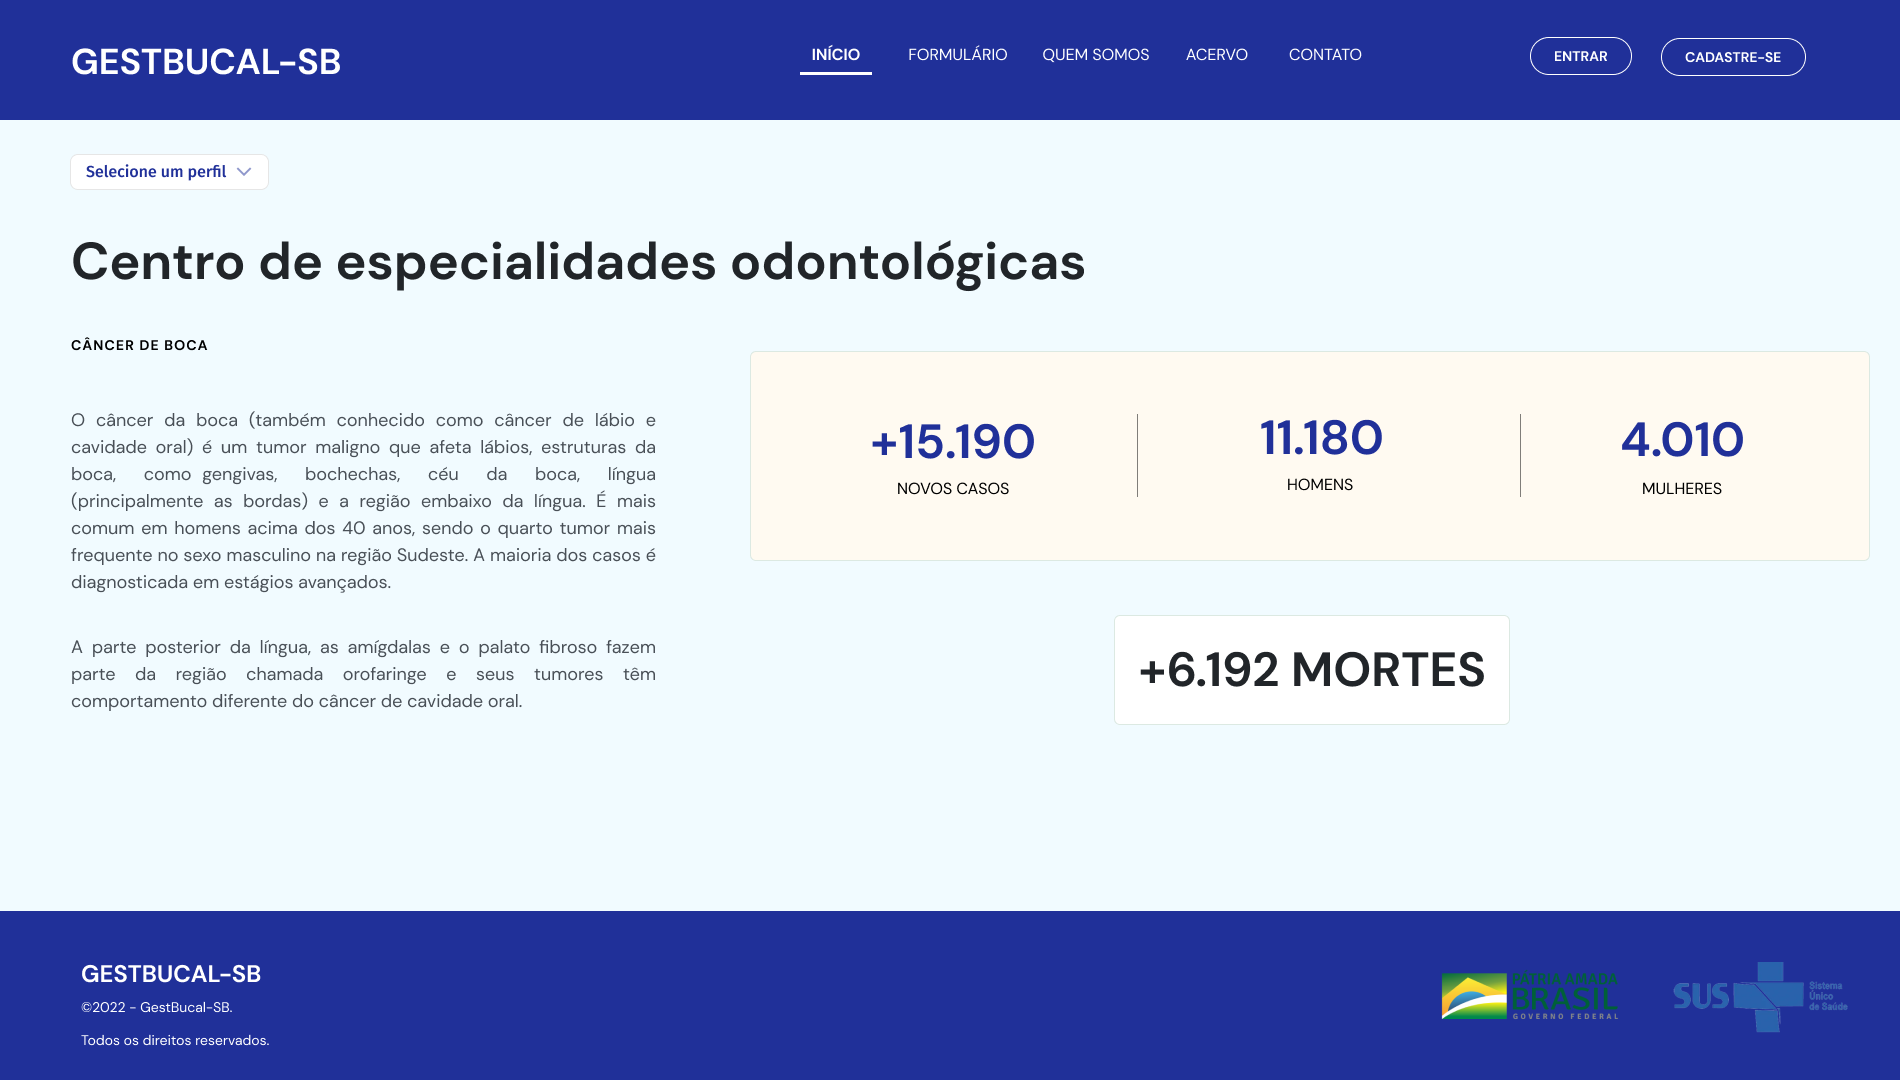 GESTBUCAL-SB
INÍCIO
FORMULÁRIO
QUEM SOMOS
ACERVO
CONTATO
ENTRAR
CADASTRE-SE
Selecione um perfil
Centro de especialidades odontológicas
CÂNCER DE BOCA
O câncer da boca (também conhecido como câncer de lábio e
cavidade oral) é um tumor maligno que afeta lábios, estruturas da
boca, como gengivas, bochechas, céu da boca, língua
(principalmente as bordas) e a região embaixo da língua. É mais
comum em homens acima dos 40 anos, sendo o quarto tumor mais
frequente no sexo masculino na região Sudeste. A maioria dos casos é
diagnosticada em estágios avançados.
A parte posterior da língua, as amígdalas e o palato fibroso fazem
parte da região chamada orofaringe e seus tumores têm
comportamento diferente do câncer de cavidade oral.
+15.190
NOVOS CASOS
11.180
HOMENS
4.010
MULHERES
+6.192 MORTES
GESTBUCAL-SB
©2022 - GestBucal-SB.
Todos os direitos reservados.
PÁTRIA AMADA
BRASIL
GOVERNO FEDERAL
SUS
Sistema
Único
de Saúde